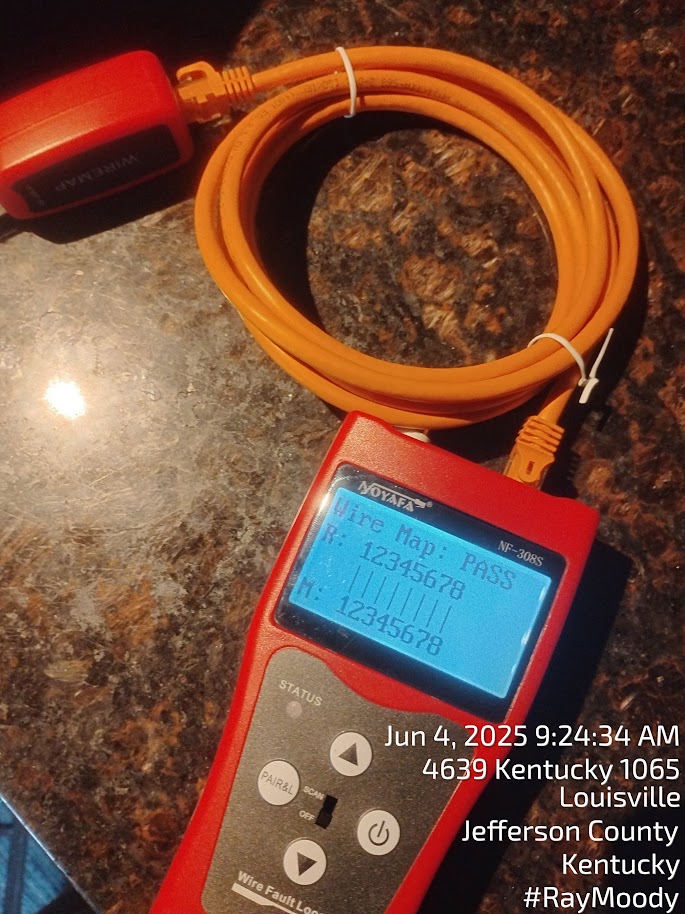 WIREMAP
NOYAFA
NF-308S
Wire Map: PASS
R: 12345678
M: 12345678
STATUS
PAIR&L
SCAN
OFF
Wire Fault Loc
Jun 4, 2025 9:24:34 AM
4639 Kentucky 1065
Louisville
Jefferson County
Kentucky
#RayMoody